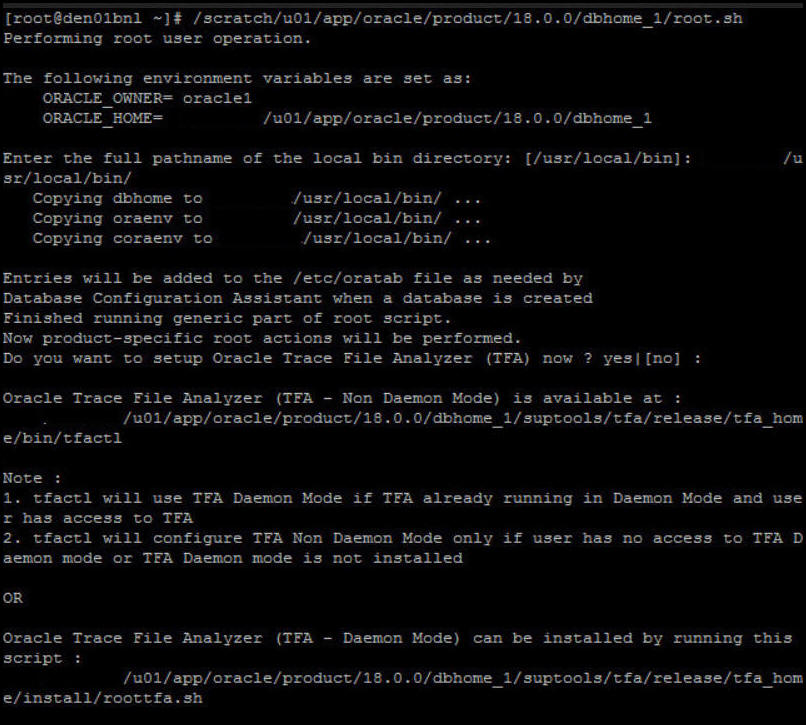 [root@den01bnl ~]# /scratch/u01/app/oracle/product/18.0.0/dbhome_1/root.sh
Performing root user operation.
The following environment variables are set as:
ORACLE_OWNER= oracle1
ORACLE_HOME= /u01/app/oracle/product/18.0.0/dbhome_1
Enter the full pathname of the local bin directory: [/usr/local/bin]: /u
sr/local/bin/
Copying dbhome to /usr/local/bin/ ...
Copying oraenv to /usr/local/bin/ ...
Copying coraenv to /usr/local/bin/ ...
Entries will be added to the /etc/oratab file as needed by
Database Configuration Assistant when a database is created
Finished running generic part of root script.
Now product-specific root actions will be performed.
Do you want to setup Oracle Trace File Analyzer (TFA) now ? yes|[no] :
Oracle Trace File Analyzer (TFA - Non Daemon Mode) is available at :
/u01/app/oracle/product/18.0.0/dbhome_1/suptools/tfa/release/tfa_hom
e/bin/tfactl
Note :
1. tfactl will use TFA Daemon Mode if TFA already running in Daemon Mode and use
r has access to TFA
2. tfactl will configure TFA Non Daemon Mode only if user has no access to TFA D
aemon mode or TFA Daemon mode is not installed
OR
Oracle Trace File Analyzer (TFA - Daemon Mode) can be installed by running this
script :
/u01/app/oracle/product/18.0.0/dbhome_1/suptools/tfa/release/tfa_hom
e/install/roottfa.sh